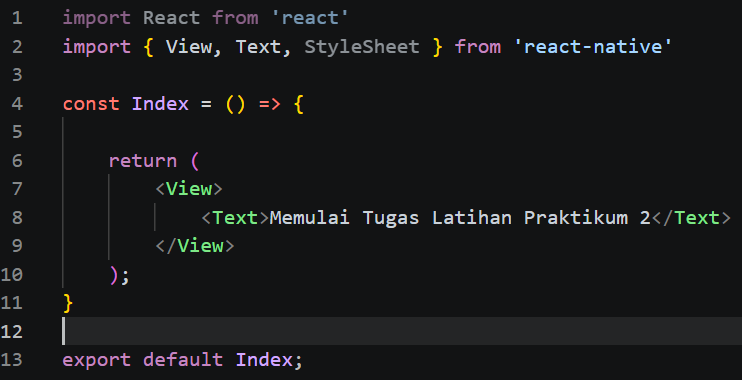 1 import React from 'react'
2 import { View, Text, StyleSheet } from 'react-native'
3
4 const Index = () => {
5
6     return (
7         <View>
8             <Text>Memulai Tugas Latihan Praktikum 2</Text>
9         </View>
10     );
11 }
12
13 export default Index;